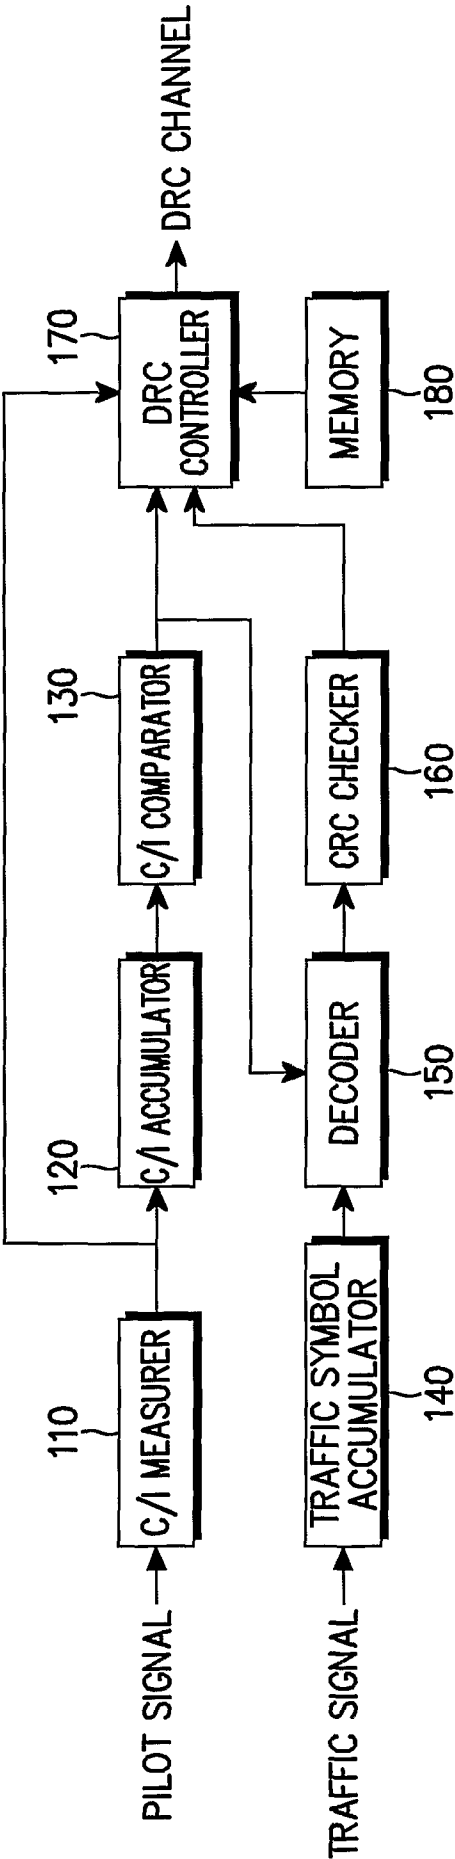 PILOT SIGNAL
110
C/I MEASURER
120
C/I ACCUMULATOR
130
C/I COMPARATOR
170
DRC
CONTROLLER
DRC CHANNEL
TRAFFIC SIGNAL
TRAFFIC SYMBOL
ACCUMULATOR
140
DECODER
150
CRC CHECKER
160
MEMORY
180